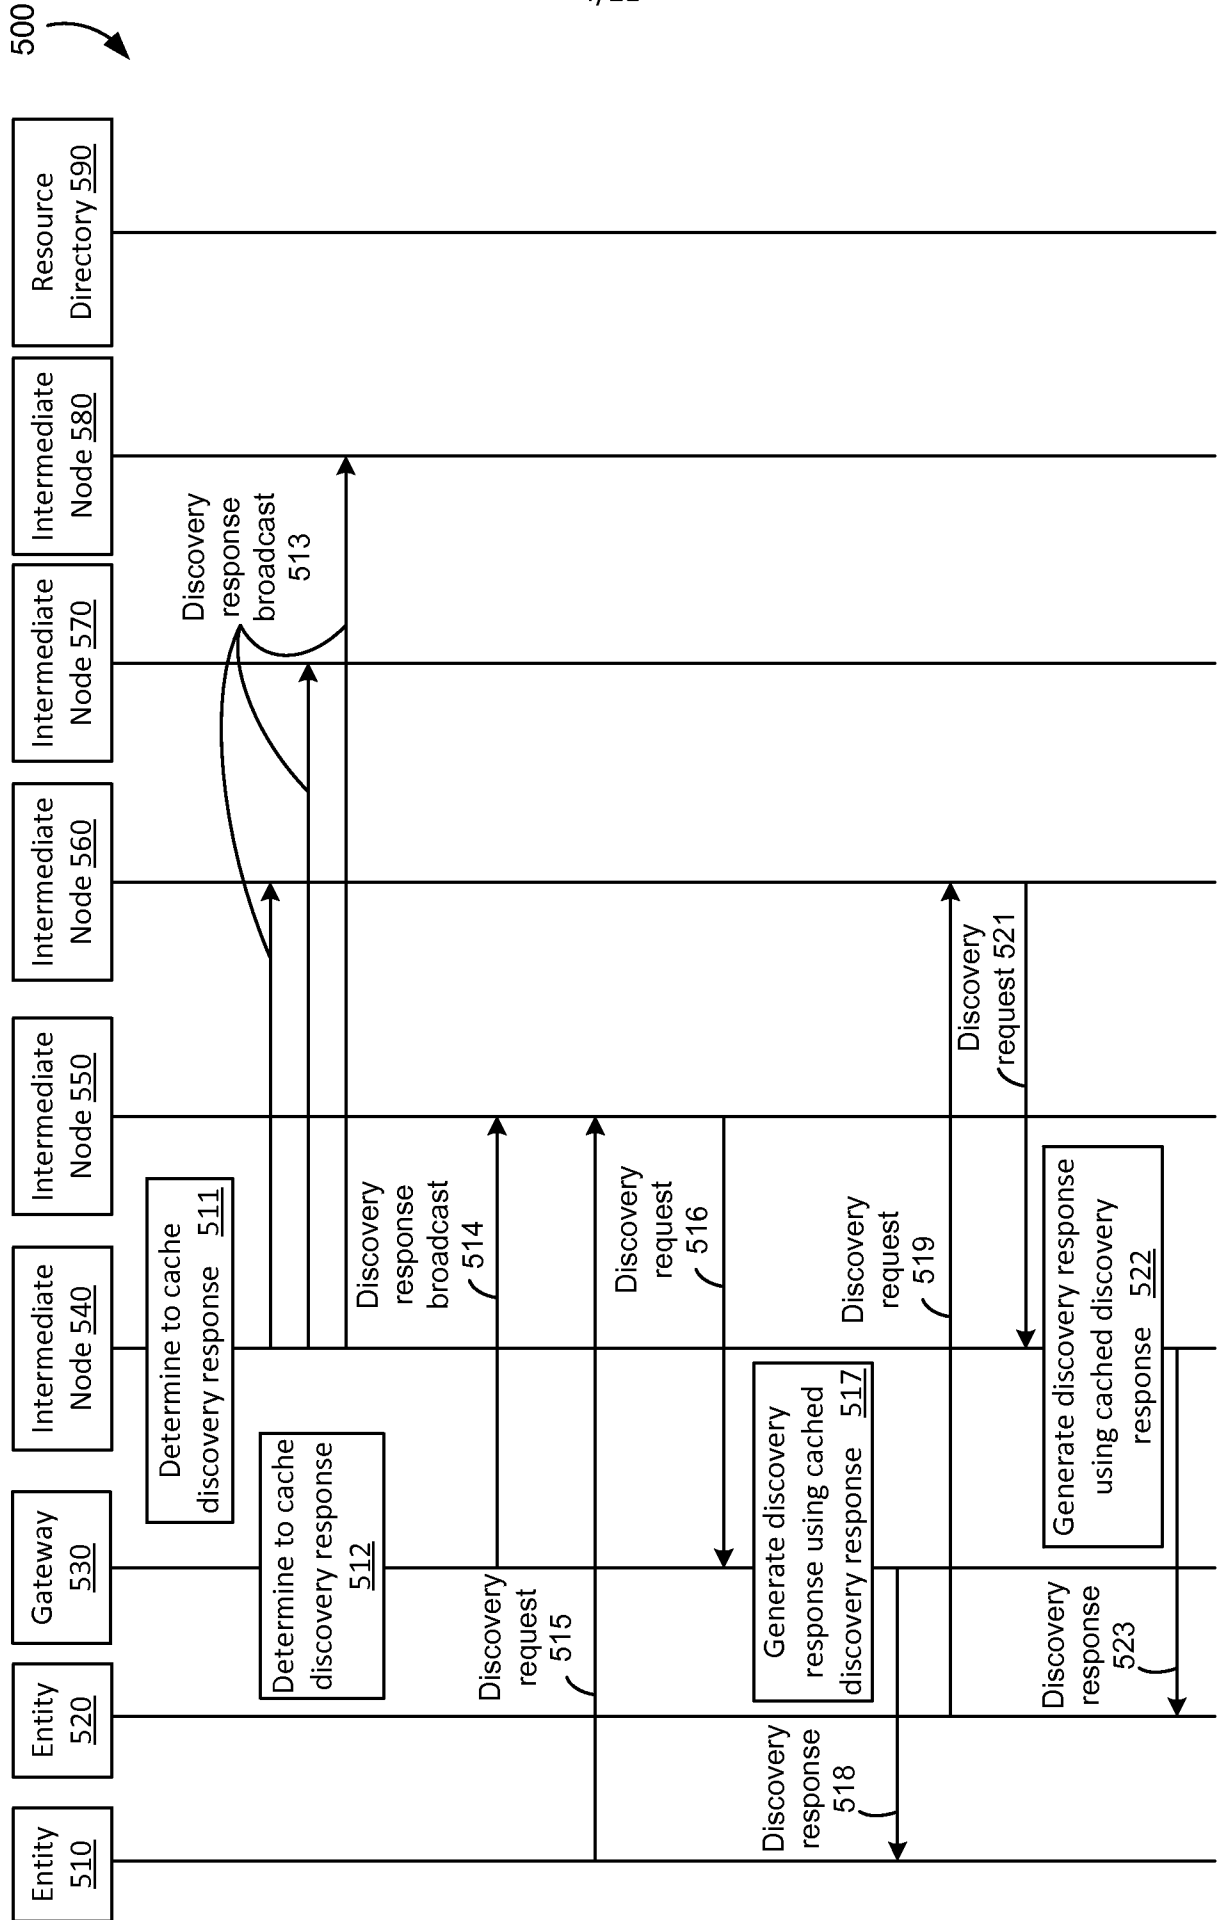 500
Entity
510
Entity
520
Gateway
530
Intermediate
Node 540
Intermediate
Node 550
Intermediate
Node 560
Intermediate
Node 570
Intermediate
Node 580
Resource
Directory 590
Determine to cache
discovery response 511
Determine to cache
discovery response
512
Discovery
response
broadcast
513
Discovery
response
broadcast
514
Discovery
request
515
Discovery
request
516
Generate discovery
response using cached
discovery response 517
Discovery
response
518
Discovery
request
519
Discovery
request 521
Generate discovery response
using cached discovery
response 522
Discovery
response
523